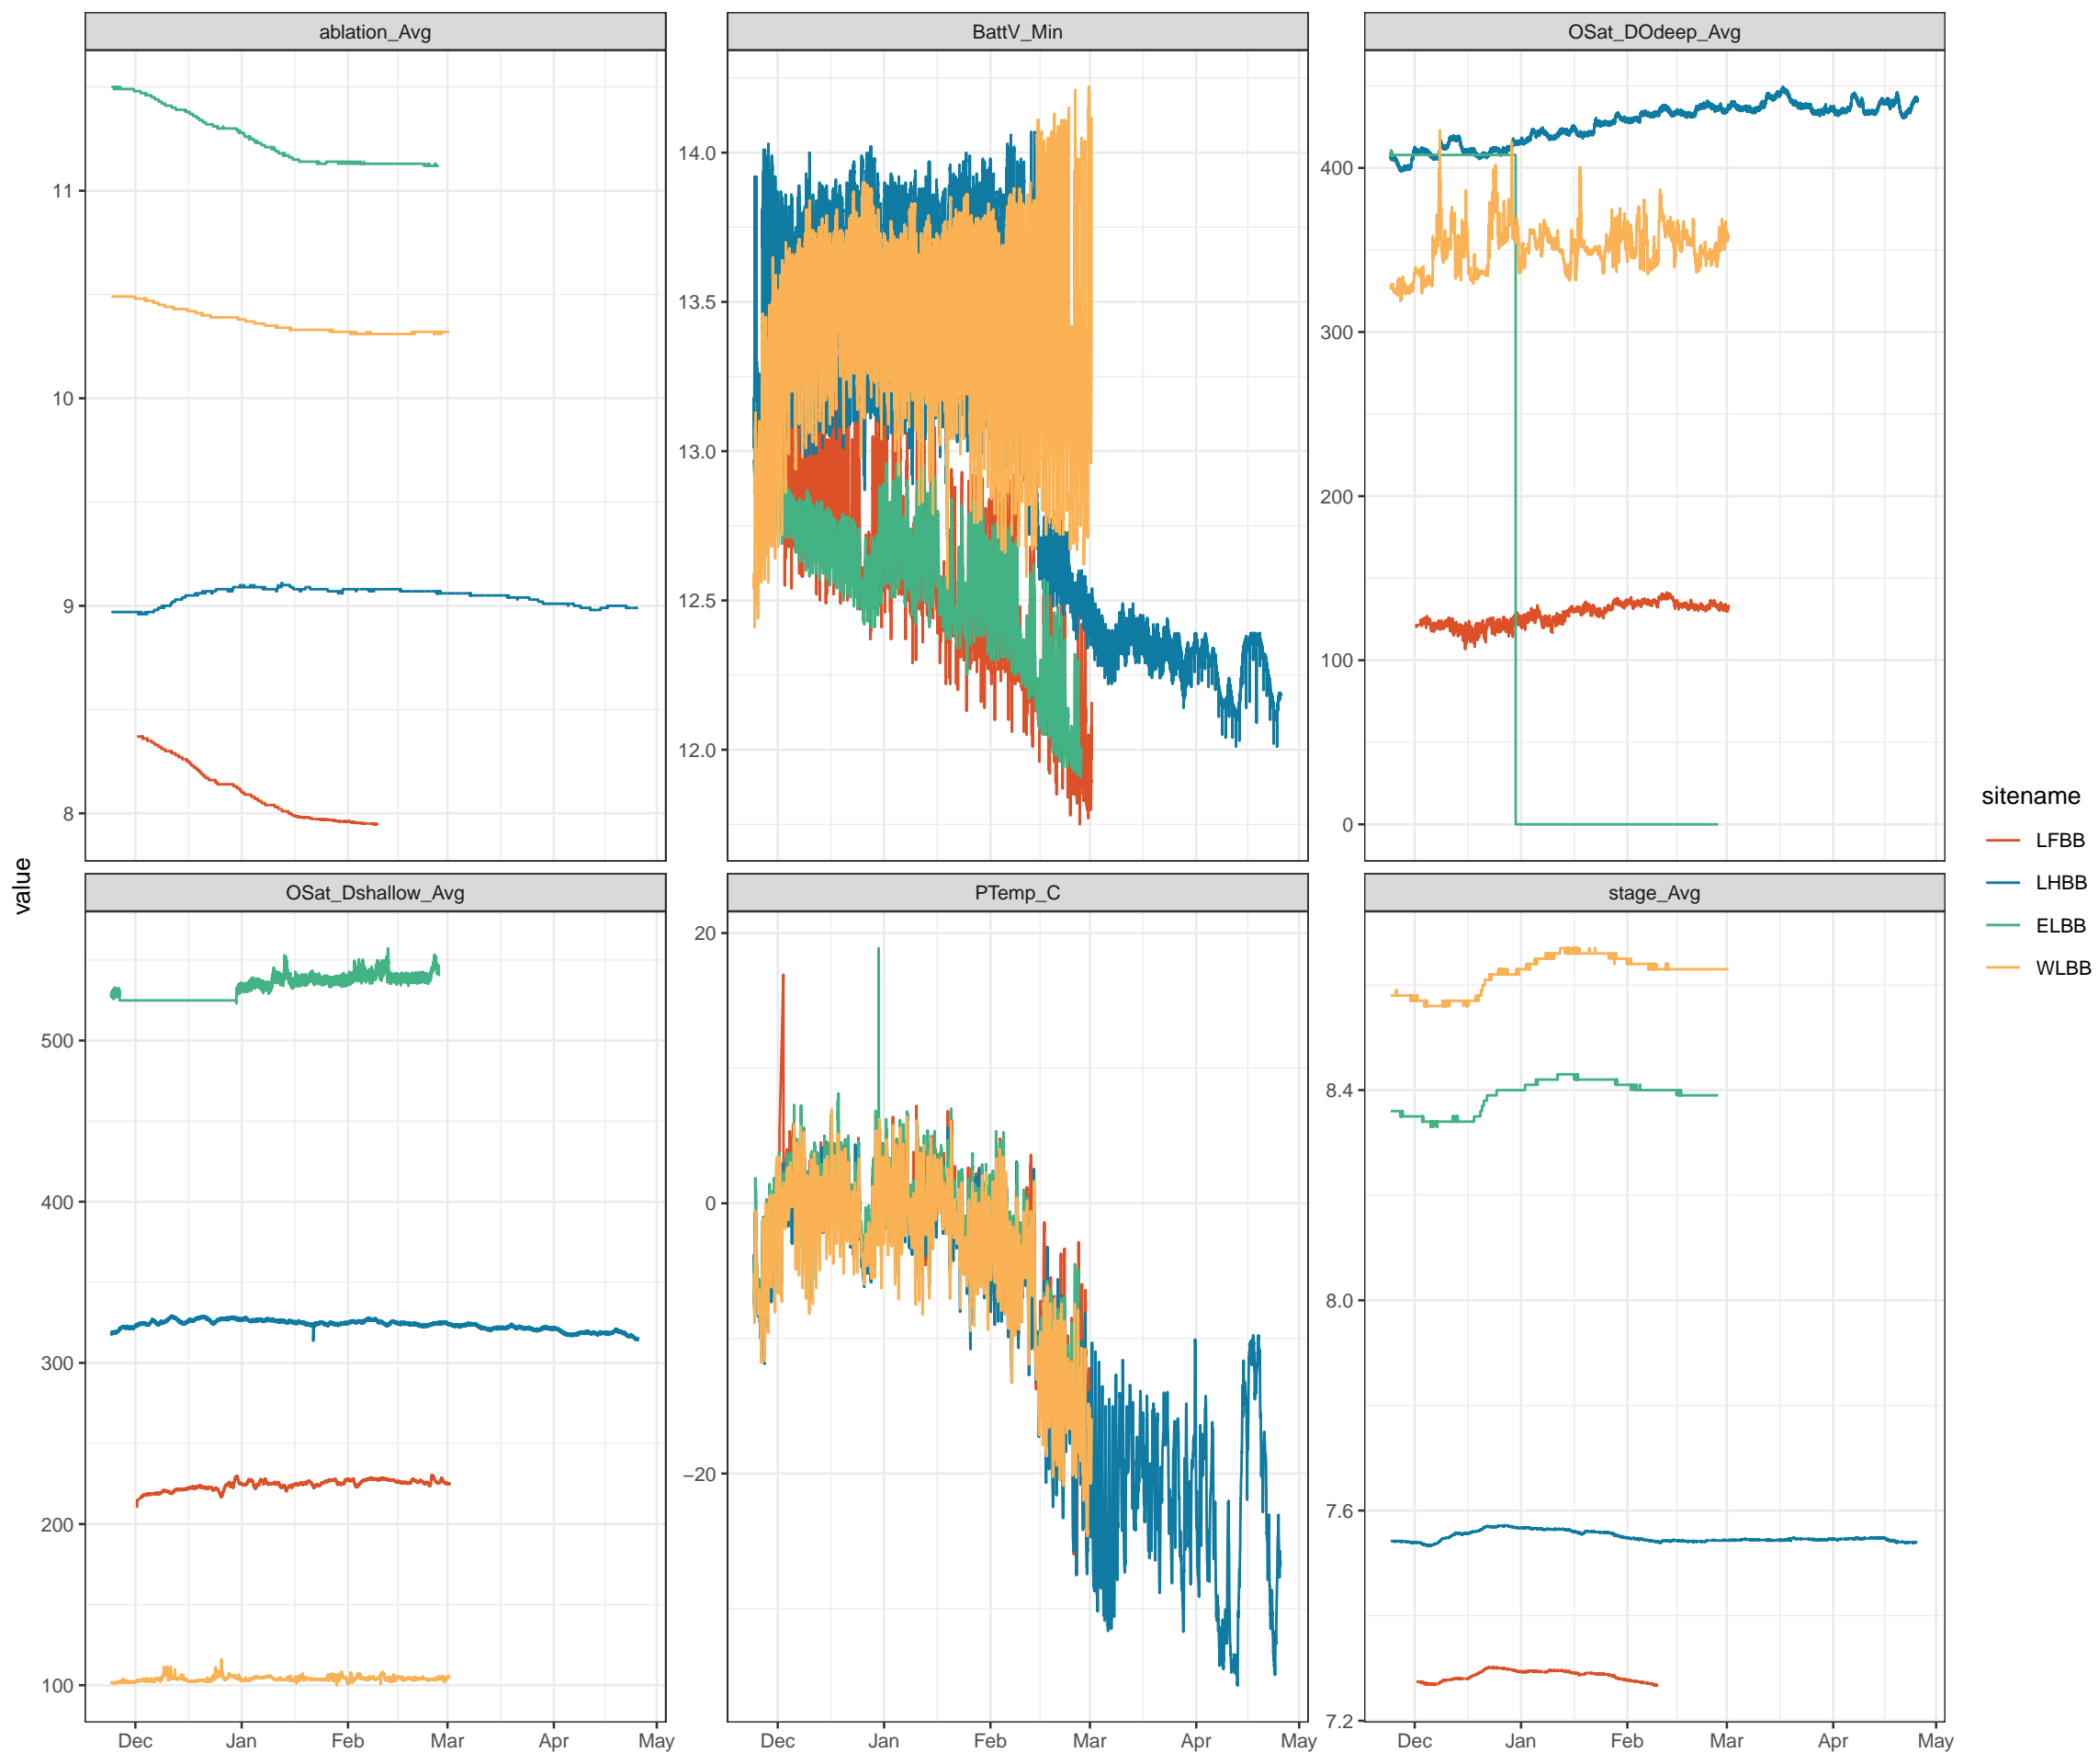 ablation_Avg
BattV_Min
OSat_DOdeep_Avg
11
10
9
8
14.0
13.5
13.0
12.5
12.0
400
300
200
100
0
value
OSat_Dshallow_Avg
PTemp_C
stage_Avg
500
400
300
200
100
20
0
−20
8.4
8.0
7.6
7.2
Dec Jan Feb Mar Apr May
Dec Jan Feb Mar Apr May
Dec Jan Feb Mar Apr May
sitename
LFBB
LHBB
ELBB
WLBB